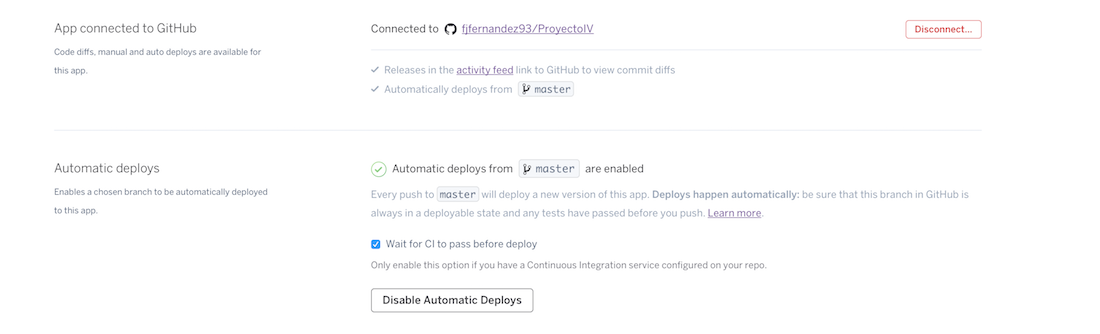 App connected to GitHub
Code diffs, manual and auto deploys are available for
this app.
Connected to fjfernandez93/ProyectoIV
Disconnect...
Releases in the activity feed link to GitHub to view commit diffs
Automatically deploys from master
Automatic deploys
Enables a chosen branch to be automatically deployed
to this app.
Automatic deploys from master are enabled
Every push to master will deploy a new version of this app. Deploys happen automatically: be sure that this branch in GitHub is
always in a deployable state and any tests have passed before you push. Learn more.
Wait for CI to pass before deploy
Only enable this option if you have a Continuous Integration service configured on your repo.
Disable Automatic Deploys